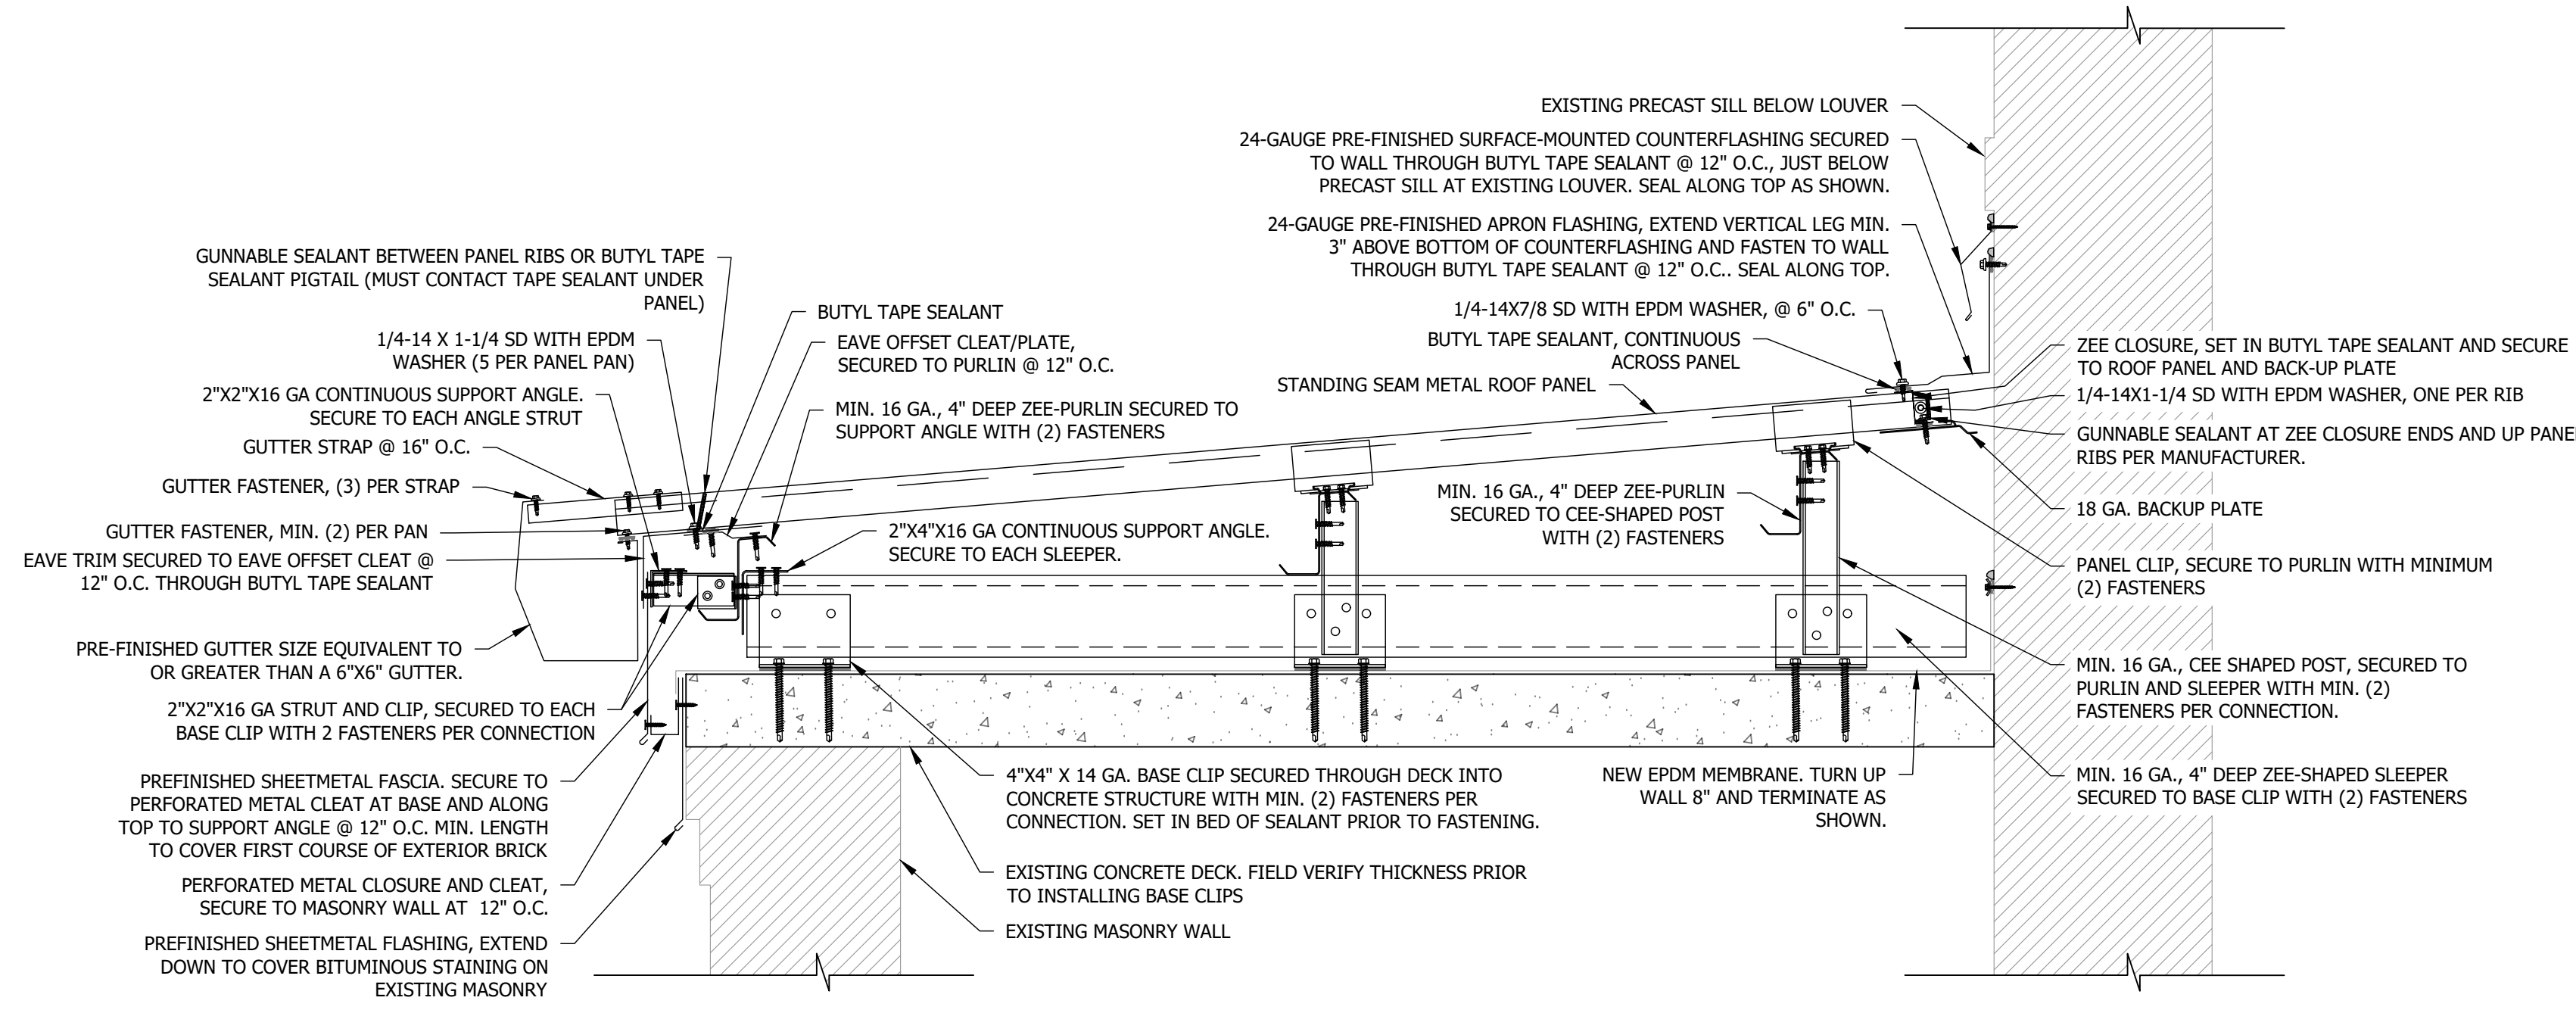 EXISTING PRECAST SILL BELOW LOUVER
24-GAUGE PRE-FINISHED SURFACE-MOUNTED COUNTERFLASHING SECURED
TO WALL THROUGH BUTYL TAPE SEALANT @ 12" O.C., JUST BELOW
PRECAST SILL AT EXISTING LOUVER. SEAL ALONG TOP AS SHOWN.
24-GAUGE PRE-FINISHED APRON FLASHING, EXTEND VERTICAL LEG MIN.
3" ABOVE BOTTOM OF COUNTERFLASHING AND FASTEN TO WALL
THROUGH BUTYL TAPE SEALANT @ 12" O.C.. SEAL ALONG TOP.
1/4-14X7/8 SD WITH EPDM WASHER, @ 6" O.C.
BUTYL TAPE SEALANT, CONTINUOUS
ACROSS PANEL
STANDING SEAM METAL ROOF PANEL
GUNNABLE SEALANT BETWEEN PANEL RIBS OR BUTYL TAPE
SEALANT PIGTAIL (MUST CONTACT TAPE SEALANT UNDER
PANEL)
1/4-14 X 1-1/4 SD WITH EPDM
WASHER (5 PER PANEL PAN)
2"X2"X16 GA CONTINUOUS SUPPORT ANGLE.
SECURE TO EACH ANGLE STRUT
GUTTER STRAP @ 16" O.C.
GUTTER FASTENER, (3) PER STRAP
GUTTER FASTENER, MIN. (2) PER PAN
EAVE TRIM SECURED TO EAVE OFFSET CLEAT @
12" O.C. THROUGH BUTYL TAPE SEALANT
PRE-FINISHED GUTTER SIZE EQUIVALENT TO
OR GREATER THAN A 6"X6" GUTTER.
2"X2"X16 GA STRUT AND CLIP, SECURED TO EACH
BASE CLIP WITH 2 FASTENERS PER CONNECTION
PREFINISHED SHEETMETAL FASCIA. SECURE TO
PERFORATED METAL CLEAT AT BASE AND ALONG
TOP TO SUPPORT ANGLE @ 12" O.C. MIN. LENGTH
TO COVER FIRST COURSE OF EXTERIOR BRICK
PERFORATED METAL CLOSURE AND CLEAT,
SECURE TO MASONRY WALL AT 12" O.C.
PREFINISHED SHEETMETAL FLASHING, EXTEND
DOWN TO COVER BITUMINOUS STAINING ON
EXISTING MASONRY
BUTYL TAPE SEALANT
EAVE OFFSET CLEAT/PLATE,
SECURED TO PURLIN @ 12" O.C.
MIN. 16 GA., 4" DEEP ZEE-PURLIN SECURED TO
SUPPORT ANGLE WITH (2) FASTENERS
2"X4"X16 GA CONTINUOUS SUPPORT ANGLE.
SECURE TO EACH SLEEPER.
MIN. 16 GA., 4" DEEP ZEE-PURLIN
SECURED TO CEE-SHAPED POST
WITH (2) FASTENERS
4"X4" X 14 GA. BASE CLIP SECURED THROUGH DECK INTO
CONCRETE STRUCTURE WITH MIN. (2) FASTENERS PER
CONNECTION. SET IN BED OF SEALANT PRIOR TO FASTENING.
EXISTING CONCRETE DECK. FIELD VERIFY THICKNESS PRIOR
TO INSTALLING BASE CLIPS
EXISTING MASONRY WALL
NEW EPDM MEMBRANE. TURN UP
WALL 8" AND TERMINATE AS
SHOWN.
ZEE CLOSURE, SET IN BUTYL TAPE SEALANT AND SECURE
TO ROOF PANEL AND BACK-UP PLATE
1/4-14X1-1/4 SD WITH EPDM WASHER, ONE PER RIB
GUNNABLE SEALANT AT ZEE CLOSURE ENDS AND UP PANE
RIBS PER MANUFACTURER.
18 GA. BACKUP PLATE
PANEL CLIP, SECURE TO PURLIN WITH MINIMUM
(2) FASTENERS
MIN. 16 GA., CEE SHAPED POST, SECURED TO
PURLIN AND SLEEPER WITH MIN. (2)
FASTENERS PER CONNECTION.
MIN. 16 GA., 4" DEEP ZEE-SHAPED SLEEPER
SECURED TO BASE CLIP WITH (2) FASTENERS